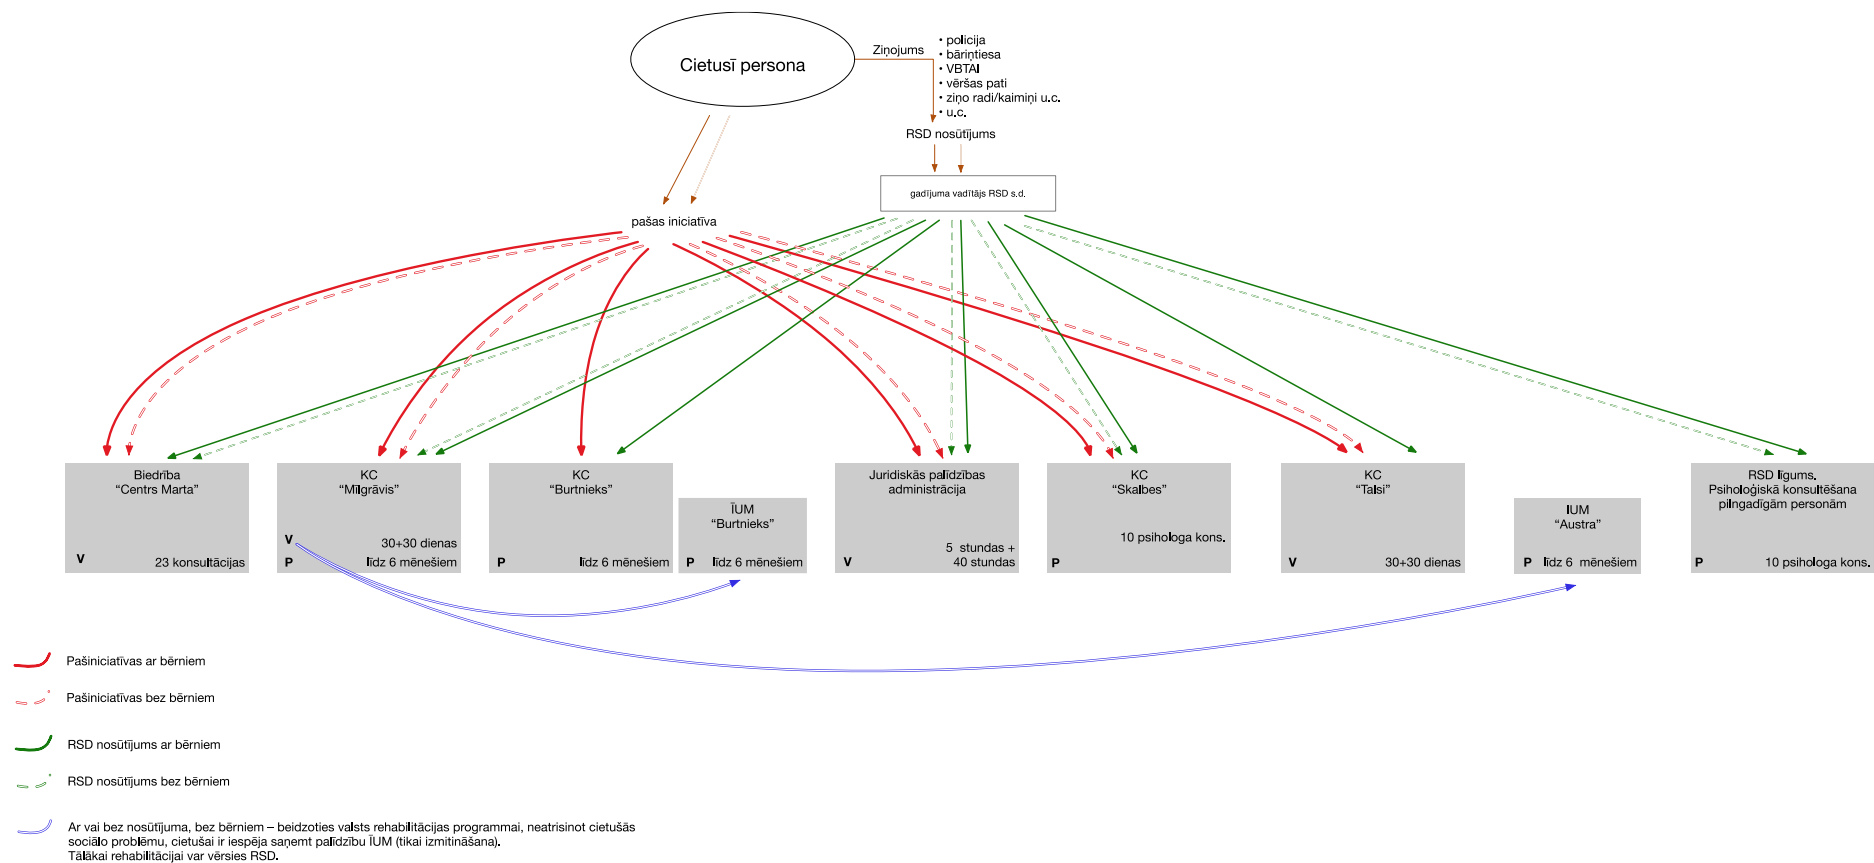 Cietusī persona
Ziņojums
• policija
• bāriņtiesa
• VBTAI
• vēršas pati
• ziņo radi/kaimiņi u.c.
• u.c.
RSD nosūtījums
gadījuma vadītājs RSD s.d.
pašas iniciatīva
Biedrība
“Centrs Marta”
V 23 konsultācijas
KC
“Mīlgrāvis”
V 30+30 dienas
P līdz 6 mēnešiem
KC
“Burtnieks”
P līdz 6 mēnešiem
ĪUM
“Burtnieks”
P līdz 6 mēnešiem
Juridiskās palīdzības
administrācija
5 stundas +
V 40 stundas
KC
“Skalbes”
10 psihologa kons.
P
KC
“Talsi”
V 30+30 dienas
IUM
“Austra”
P līdz 6 mēnešiem
RSD līgums.
Psiholoģiskā konsultēšana
pilngadīgām personām
P 10 psihologa kons.
Pašiniciatīvas ar bērniem
Pašiniciatīvas bez bērniem
RSD nosūtījums ar bērniem
RSD nosūtījums bez bērniem
Ar vai bez nosūtījuma, bez bērniem – beidzoties valsts rehabilitācijas programmai, neatrisinot cietušās
sociālo problēmu, cietušai ir iespēja saņemt palīdzību ĪUM (tikai izmitināšana).
Tālākai rehabilitācijai var vērsies RSD.